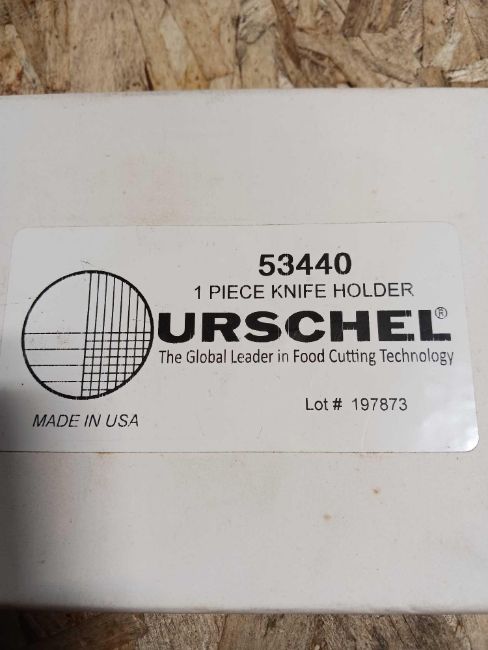 53440
1 PIECE KNIFE HOLDER
URSCHEL®
The Global Leader in Food Cutting Technology
Lot # 197873
MADE IN USA